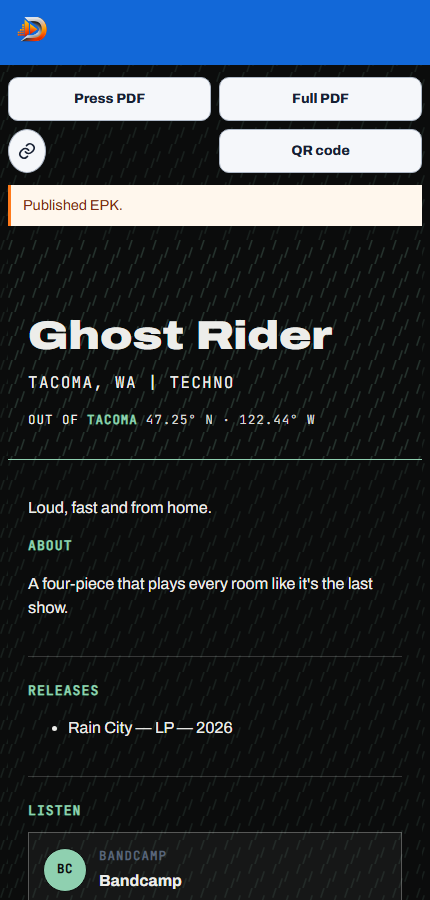 Press PDF
Full PDF
QR code
Published EPK.
Ghost Rider
TACOMA, WA | TECHNO
OUT OF TACOMA 47.25° N · 122.44° W
Loud, fast and from home.
ABOUT
A four-piece that plays every room like it's the last
show.
RELEASES
• Rain City — LP — 2026
LISTEN
BC
BANDCAMP
Bandcamp